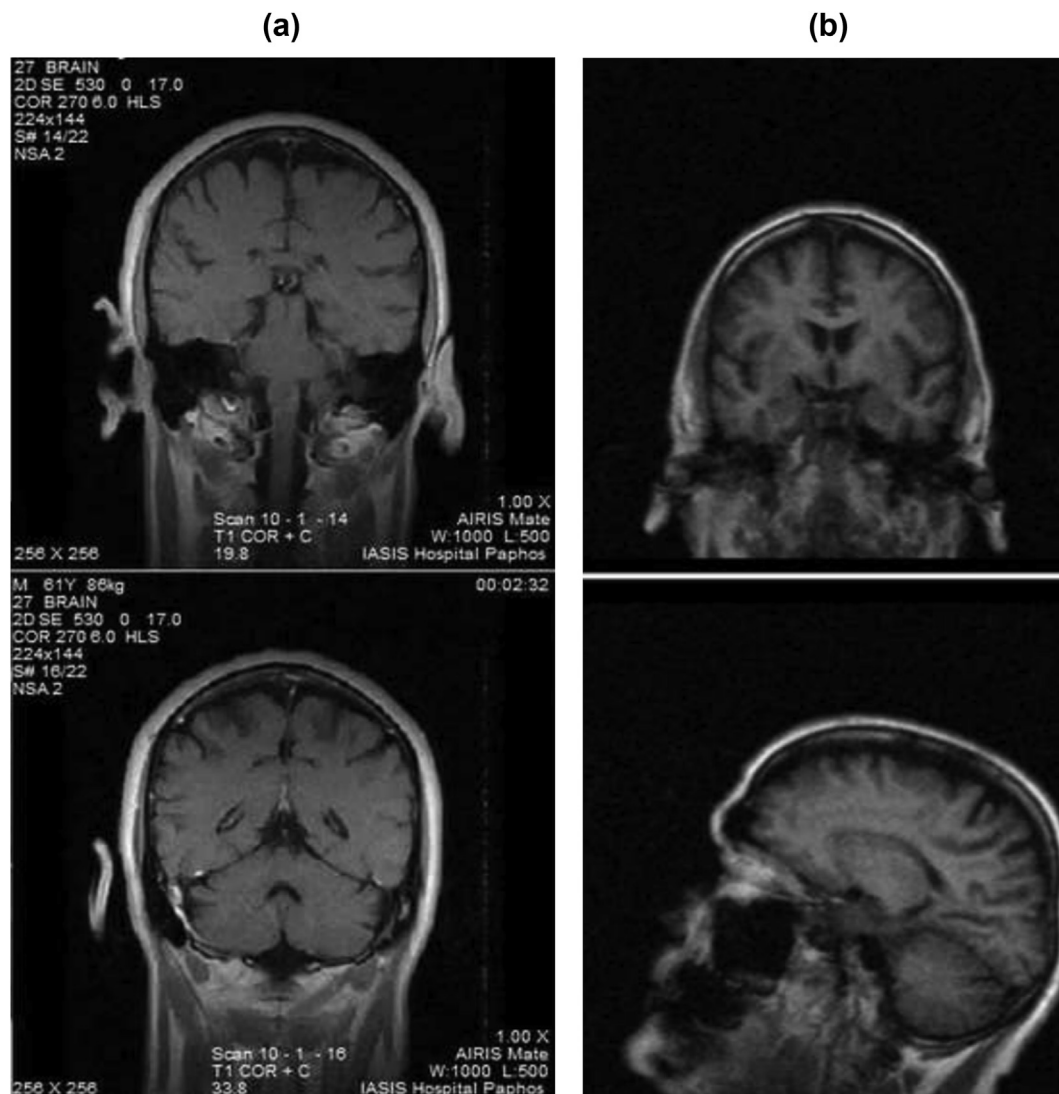 (a)
(b)
27 BRAIN
2D SE 530 0 17.0
COR 270 6.0 HLS
224x144
S# 14/22
NSA 2
1.00 X
Scan 10 - 1 - 14
AIRIS Mate
T1 COR + C
W:1000 L:500
256 X 256
19.8
IASIS Hospital Paphos
M 61Y 86kg
00:02:32
27 BRAIN
2D SE 530 0 17.0
COR 270 6.0 HLS
224x144
S# 16/22
NSA 2
1.00 X
Scan 10 - 1 - 16
AIRIS Mate
T1 COR + C
W:1000 L:500
256 X 256
33.8
IASIS Hospital Paphos